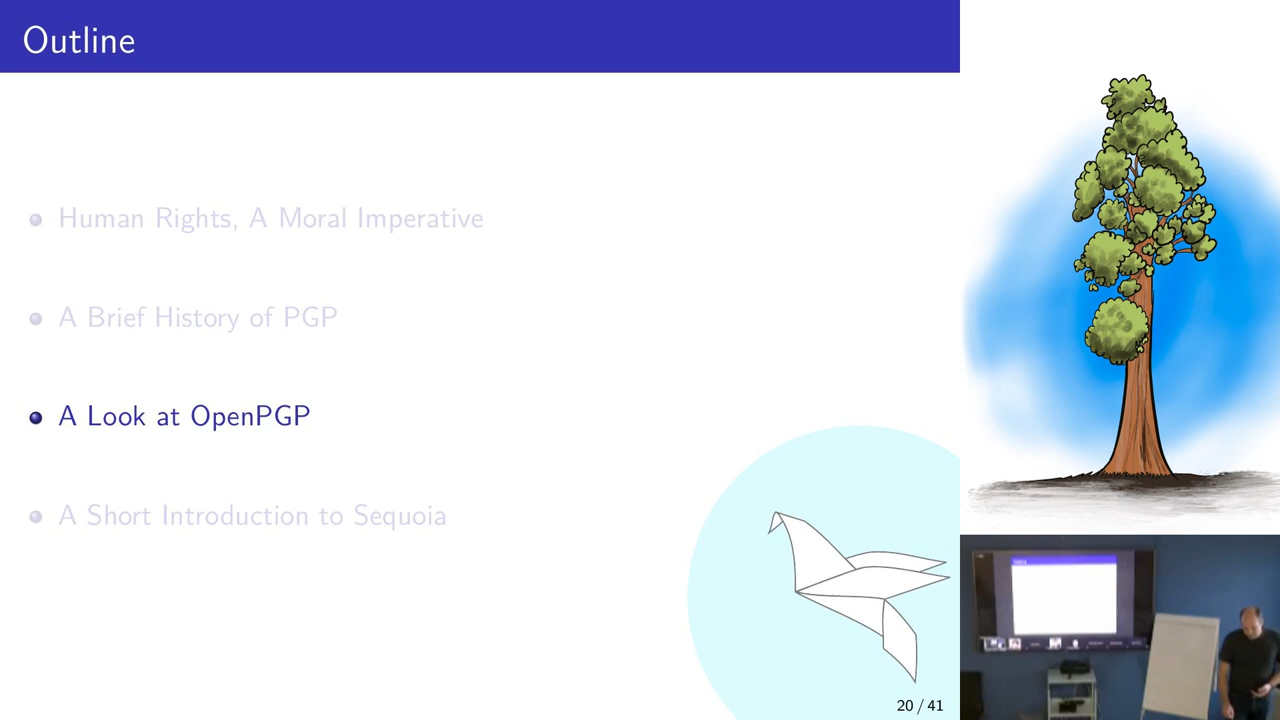 Outline
Human Rights, A Moral Imperative
A Brief History of PGP
A Look at OpenPGP
A Short Introduction to Sequoia
20 / 41